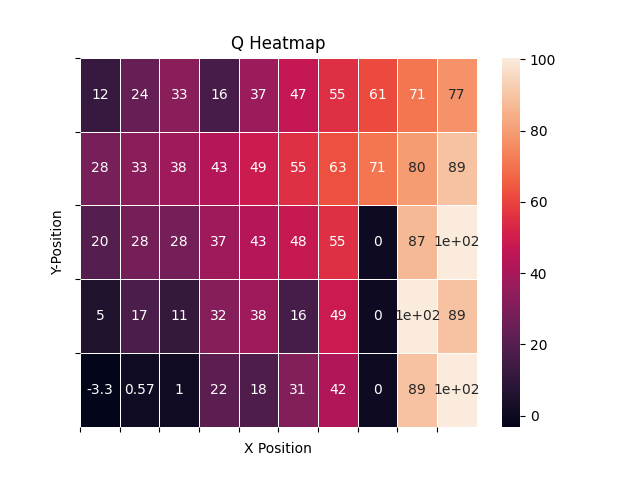 Q Heatmap
12 24 33 16 37 47 55 61 71 77
28 33 38 43 49 55 63 71 80 89
20 28 28 37 43 48 55 0 87 1e+02
5 17 11 32 38 16 49 0 1e+02 89
-3.3 0.57 1 22 18 31 42 0 89 1e+02
Y-Position
X Position
100
80
60
40
20
0